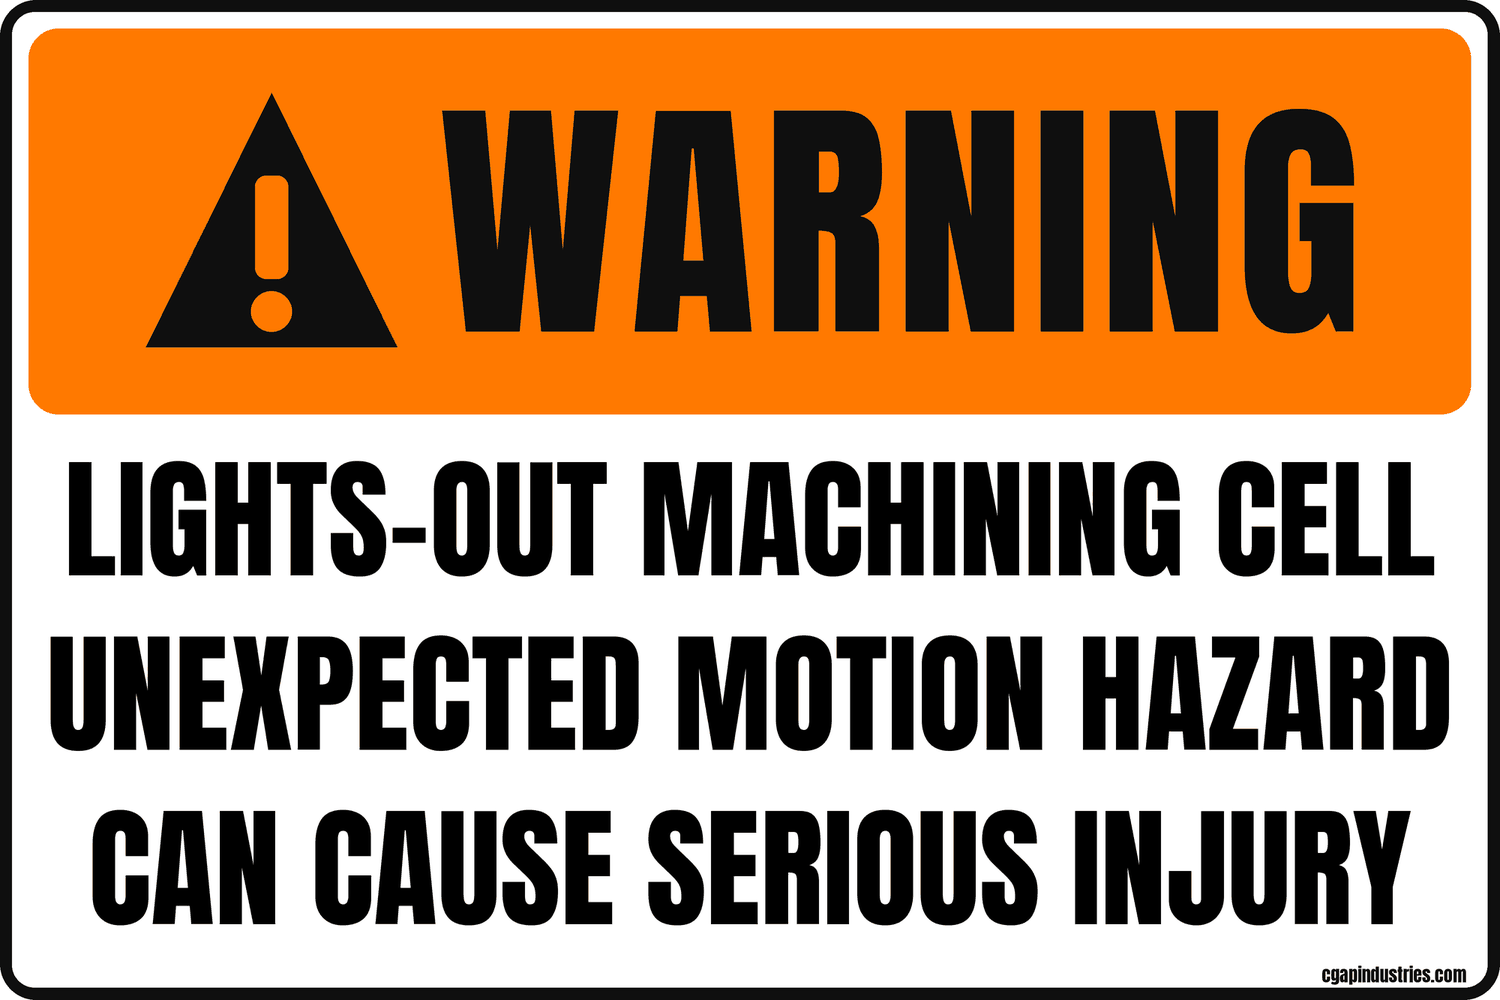 WARNING
LIGHTS-OUT MACHINING CELL
UNEXPECTED MOTION HAZARD
CAN CAUSE SERIOUS INJURY
cgapindustries.com